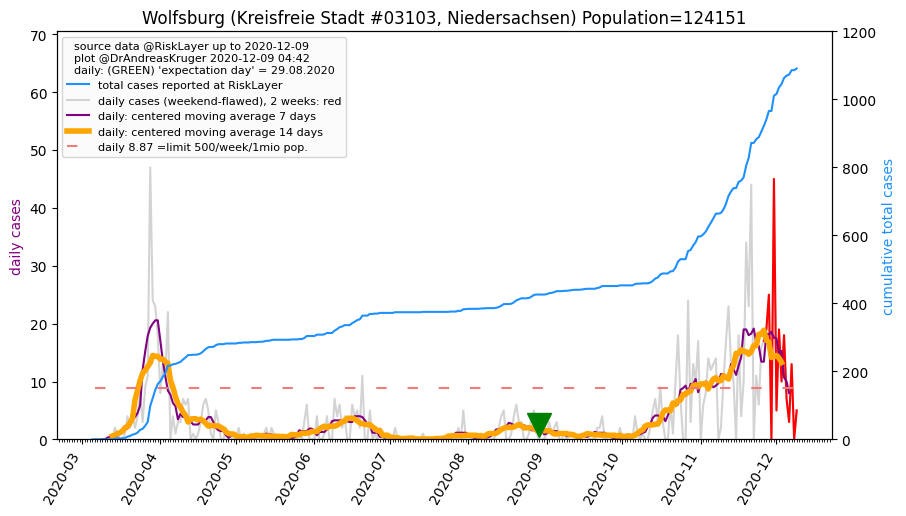 Wolfsburg (Kreisfreie Stadt #03103, Niedersachsen) Population=124151
source data @RiskLayer up to 2020-12-09
plot @DrAndreasKruger 2020-12-09 04:42
daily: (GREEN) 'expectation day' = 29.08.2020
total cases reported at RiskLayer
daily cases (weekend-flawed), 2 weeks: red
daily: centered moving average 7 days
daily: centered moving average 14 days
daily 8.87 =limit 500/week/1mio pop.
daily cases
70
60
50
40
30
20
10
0
cumulative total cases
1200
1000
800
600
400
200
0
2020-03
2020-04
2020-05
2020-06
2020-07
2020-08
2020-09
2020-10
2020-11
2020-12